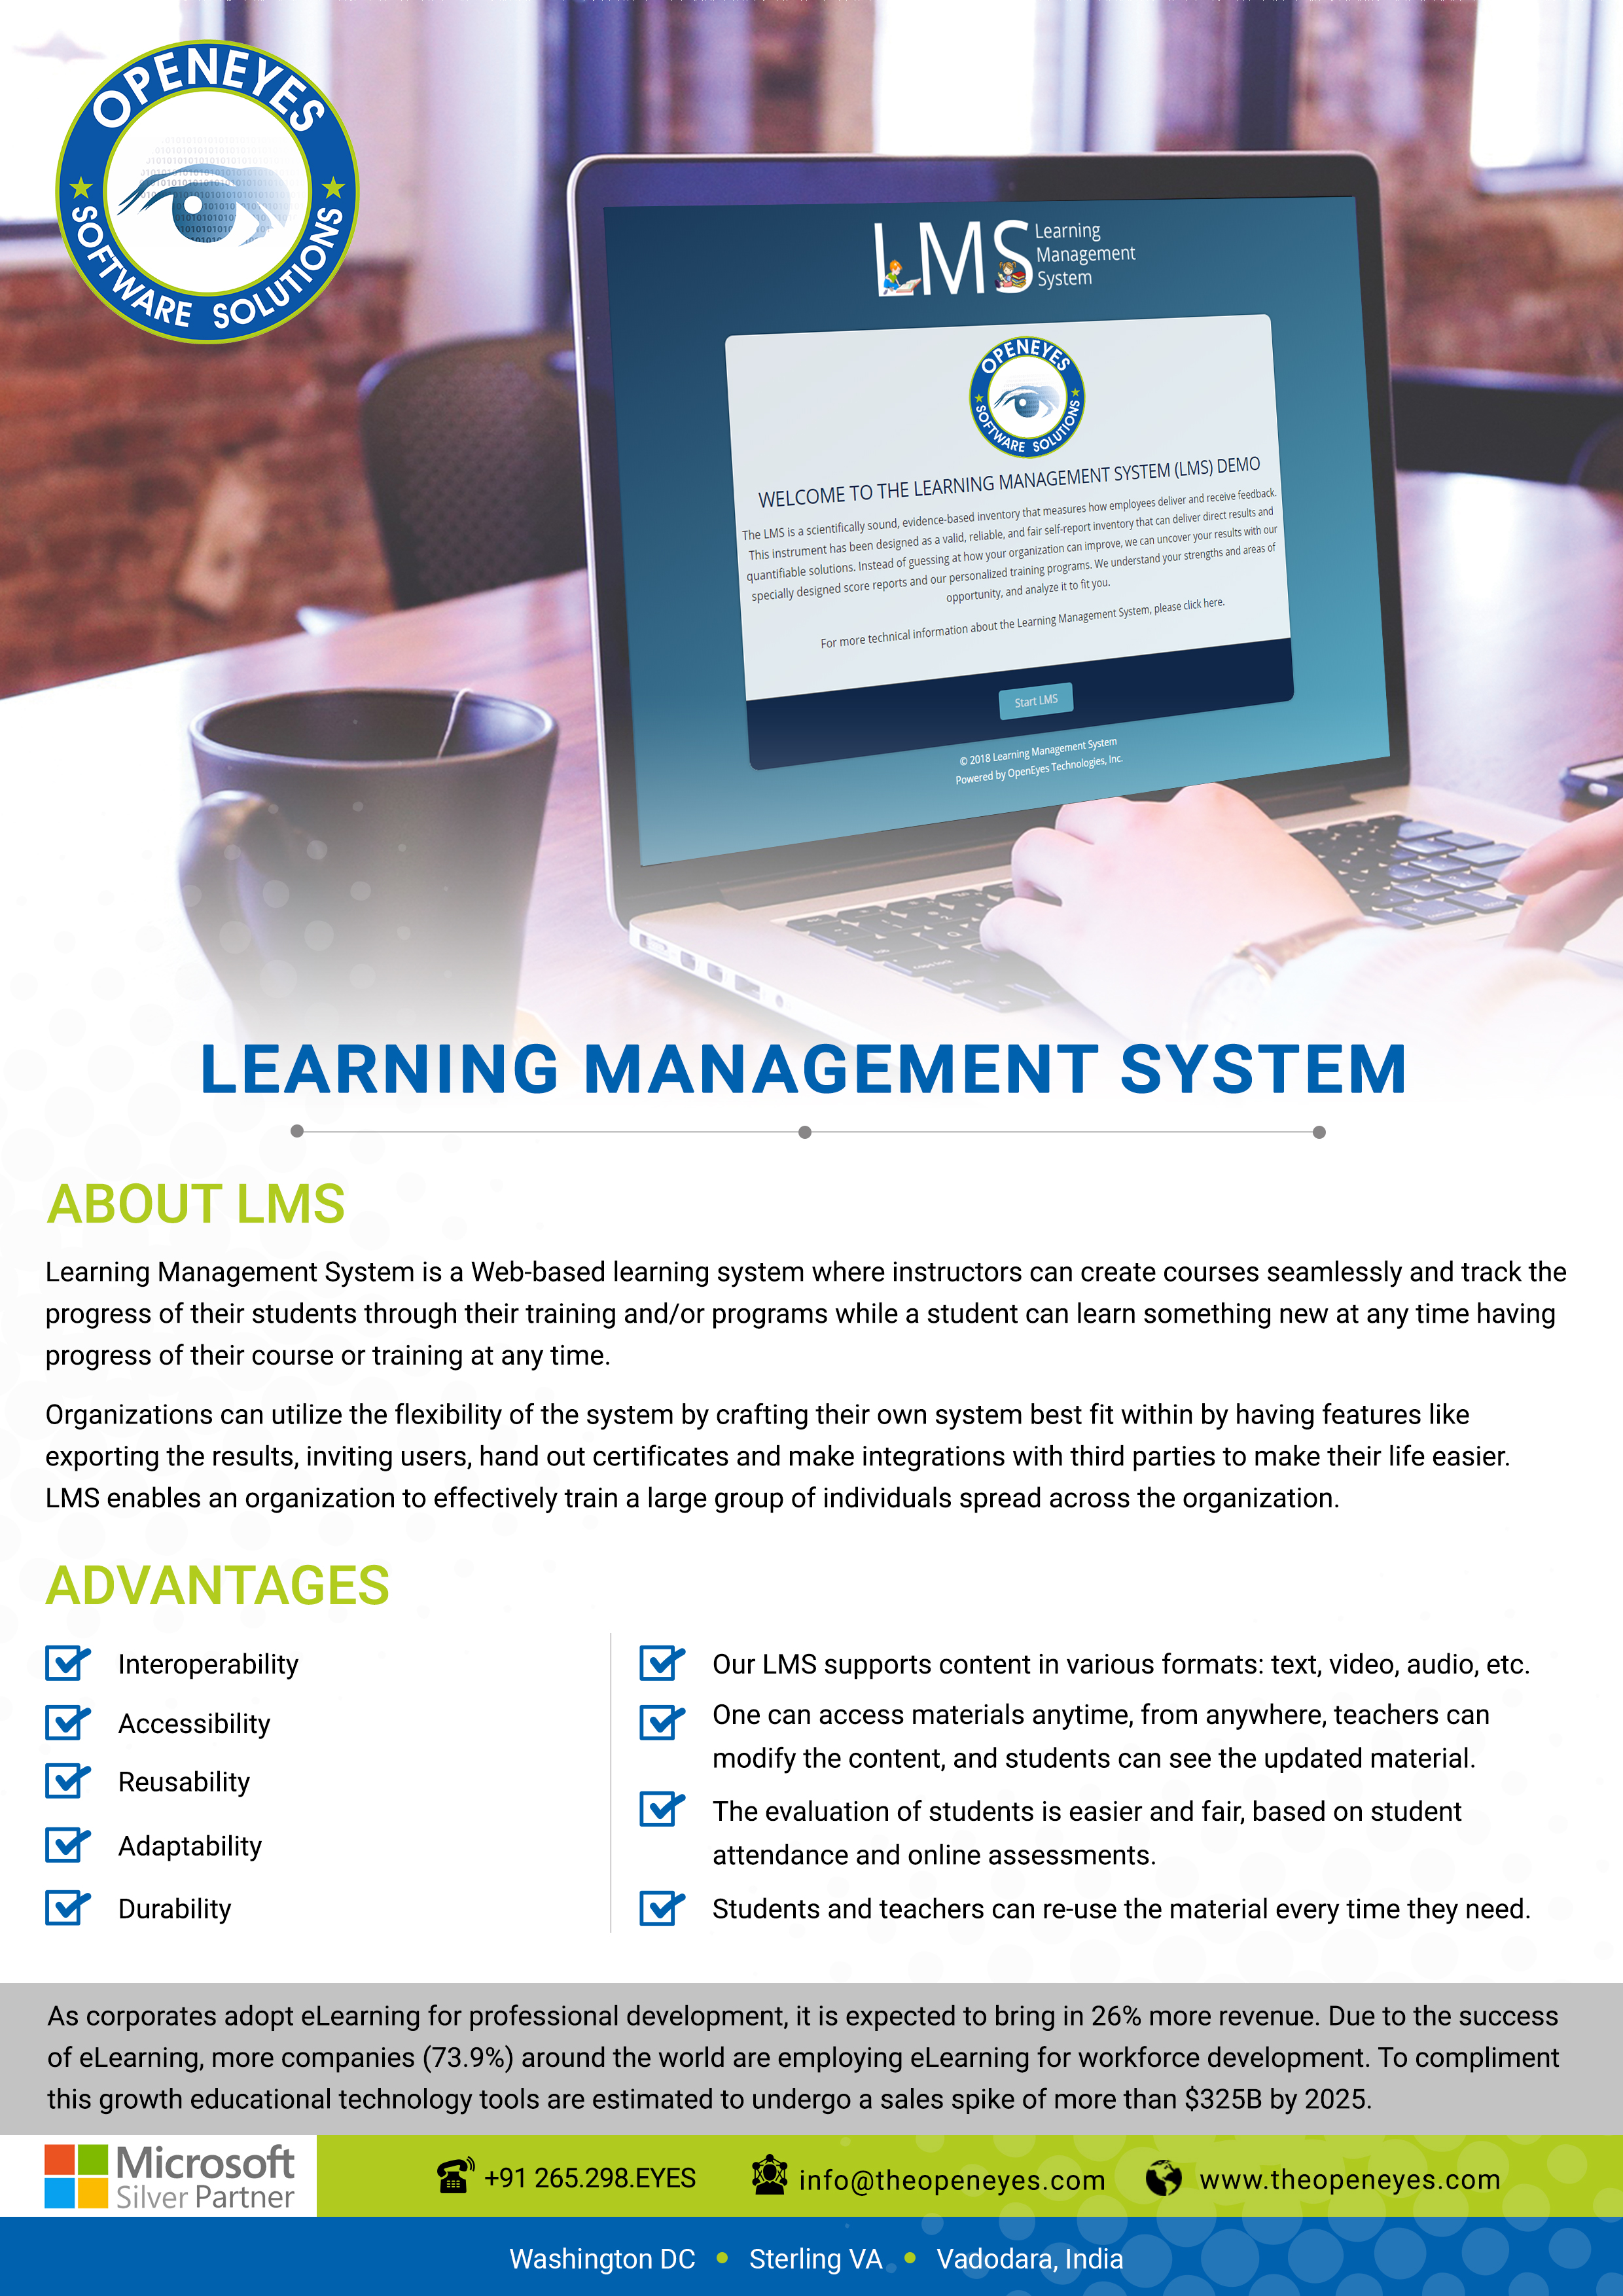 OPENEYES
SOFTWARE SOLUTIONS
LMS
Learning
Management
System
OPENEYES
SOFTWARE SOLUTIONS
WELCOME TO THE LEARNING MANAGEMENT SYSTEM (LMS) DEMO
The LMS is a scientifically sound, evidence-based inventory that measures how employees deliver and receive feedback.
This instrument has been designed as a valid, reliable, and fair self-report inventory that can deliver direct results and
quantifiable solutions. Instead of guessing at how your organization can improve, we can uncover your results with our
specially designed score reports and our personalized training programs. We understand your strengths and areas of
opportunity, and analyze it to fit you.
For more technical information about the Learning Management System, please click here.
Start LMS
© 2018 Learning Management System
Powered by OpenEyes Technologies, Inc.
LEARNING MANAGEMENT SYSTEM
ABOUT LMS
Learning Management System is a Web-based learning system where instructors can create courses seamlessly and track the
progress of their students through their training and/or programs while a student can learn something new at any time having
progress of their course or training at any time.
Organizations can utilize the flexibility of the system by crafting their own system best fit within by having features like
exporting the results, inviting users, hand out certificates and make integrations with third parties to make their life easier.
LMS enables an organization to effectively train a large group of individuals spread across the organization.
ADVANTAGES
Interoperability
Accessibility
Reusability
Adaptability
Durability
Our LMS supports content in various formats: text, video, audio, etc.
One can access materials anytime, from anywhere, teachers can
modify the content, and students can see the updated material.
The evaluation of students is easier and fair, based on student
attendance and online assessments.
Students and teachers can re-use the material every time they need.
As corporates adopt eLearning for professional development, it is expected to bring in 26% more revenue. Due to the success
of eLearning, more companies (73.9%) around the world are employing eLearning for workforce development. To compliment
this growth educational technology tools are estimated to undergo a sales spike of more than $325B by 2025.
Microsoft
Silver Partner
+91 265.298.EYES
info@theopeneyes.com
www.theopeneyes.com
Washington DC • Sterling VA • Vadodara, India